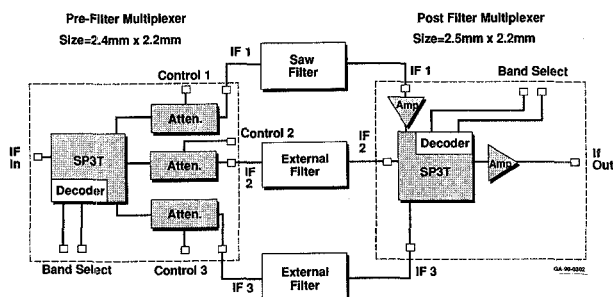 Pre-Filter Multiplexer
Size=2.4mm x 2.2mm
Post Filter Multiplexer
Size=2.5mm x 2.2mm
Control 1
IF 1
Saw
Filter
IF 1
Band Select
Atten.
Amp
Control 2
IF
In
SP3T
Decoder
Atten.
IF
2
External
Filter
IF
2
Decoder
SP3T
Amp
If
Out
Atten.
Band Select
Control 3
IF 3
External
Filter
IF 3
GA-90-0302